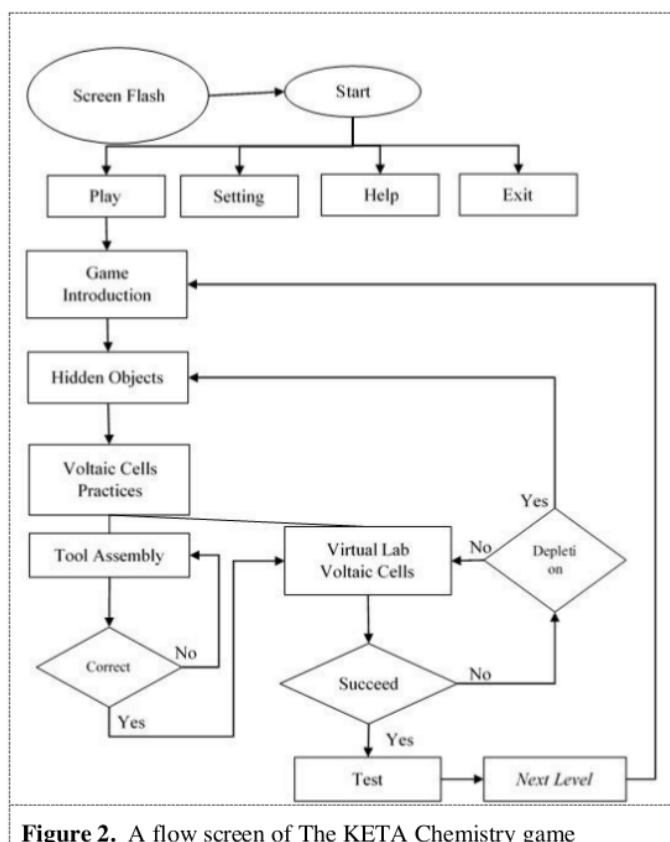 Screen Flash
Start
Play
Setting
Help
Exit
Game
Introduction
Hidden Objects
Voltaic Cells
Practices
Yes
Tool Assembly
Virtual Lab
Voltaic Cells
No
Depleti
on
Correct
No
Succeed
No
Yes
Yes
Test
Next Level
Figure 2. A flow screen of The KETA Chemistry game